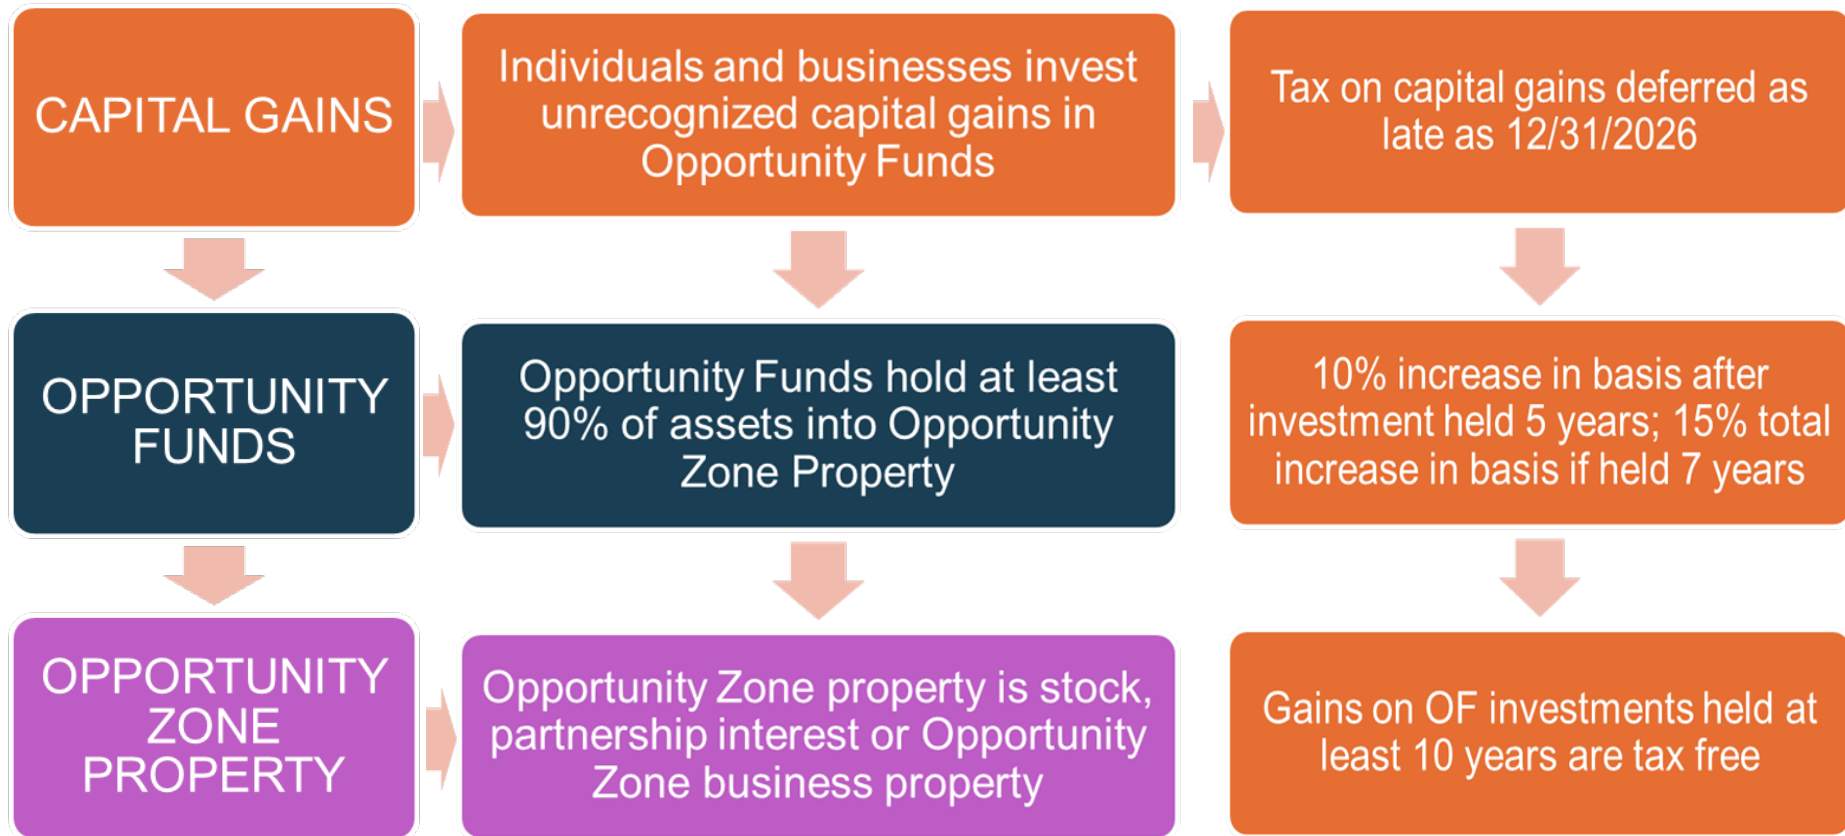 CAPITAL GAINS
Individuals and businesses invest
unrecognized capital gains in
Opportunity Funds
Tax on capital gains deferred as
late as 12/31/2026
OPPORTUNITY
FUNDS
Opportunity Funds hold at least
90% of assets into Opportunity
Zone Property
10% increase in basis after
investment held 5 years; 15% total
increase in basis if held 7 years
OPPORTUNITY
ZONE
PROPERTY
Opportunity Zone property is stock,
partnership interest or Opportunity
Zone business property
Gains on OF investments held at
least 10 years are tax free